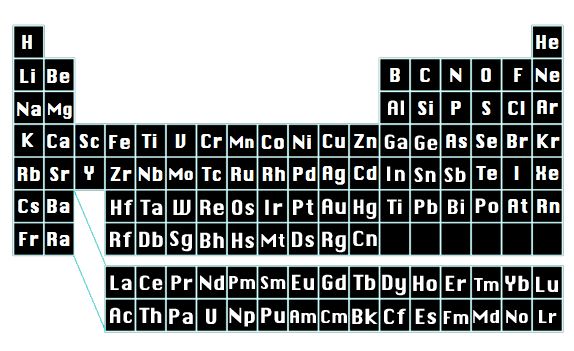 H He
Li Be B C N O F Ne
Na Mg Al Si P S Cl Ar
K Ca Sc Fe Ti V Cr Mn Co Ni Cu Zn Ga Ge As Se Br Kr
Rb Sr Y Zr Nb Mo Tc Ru Rh Pd Ag Cd In Sn Sb Te I Xe
Cs Ba Hf Ta W Re Os Ir Pt Au Hg Ti Pb Bi Po At Rn
Fr Ra Rf Db Sg Bh Hs Mt Ds Rg Cn
La Ce Pr Nd Pm Sm Eu Gd Tb Dy Ho Er Tm Yb Lu
Ac Th Pa U Np Pu Am Cm Bk Cf Es Fm Md No Lr